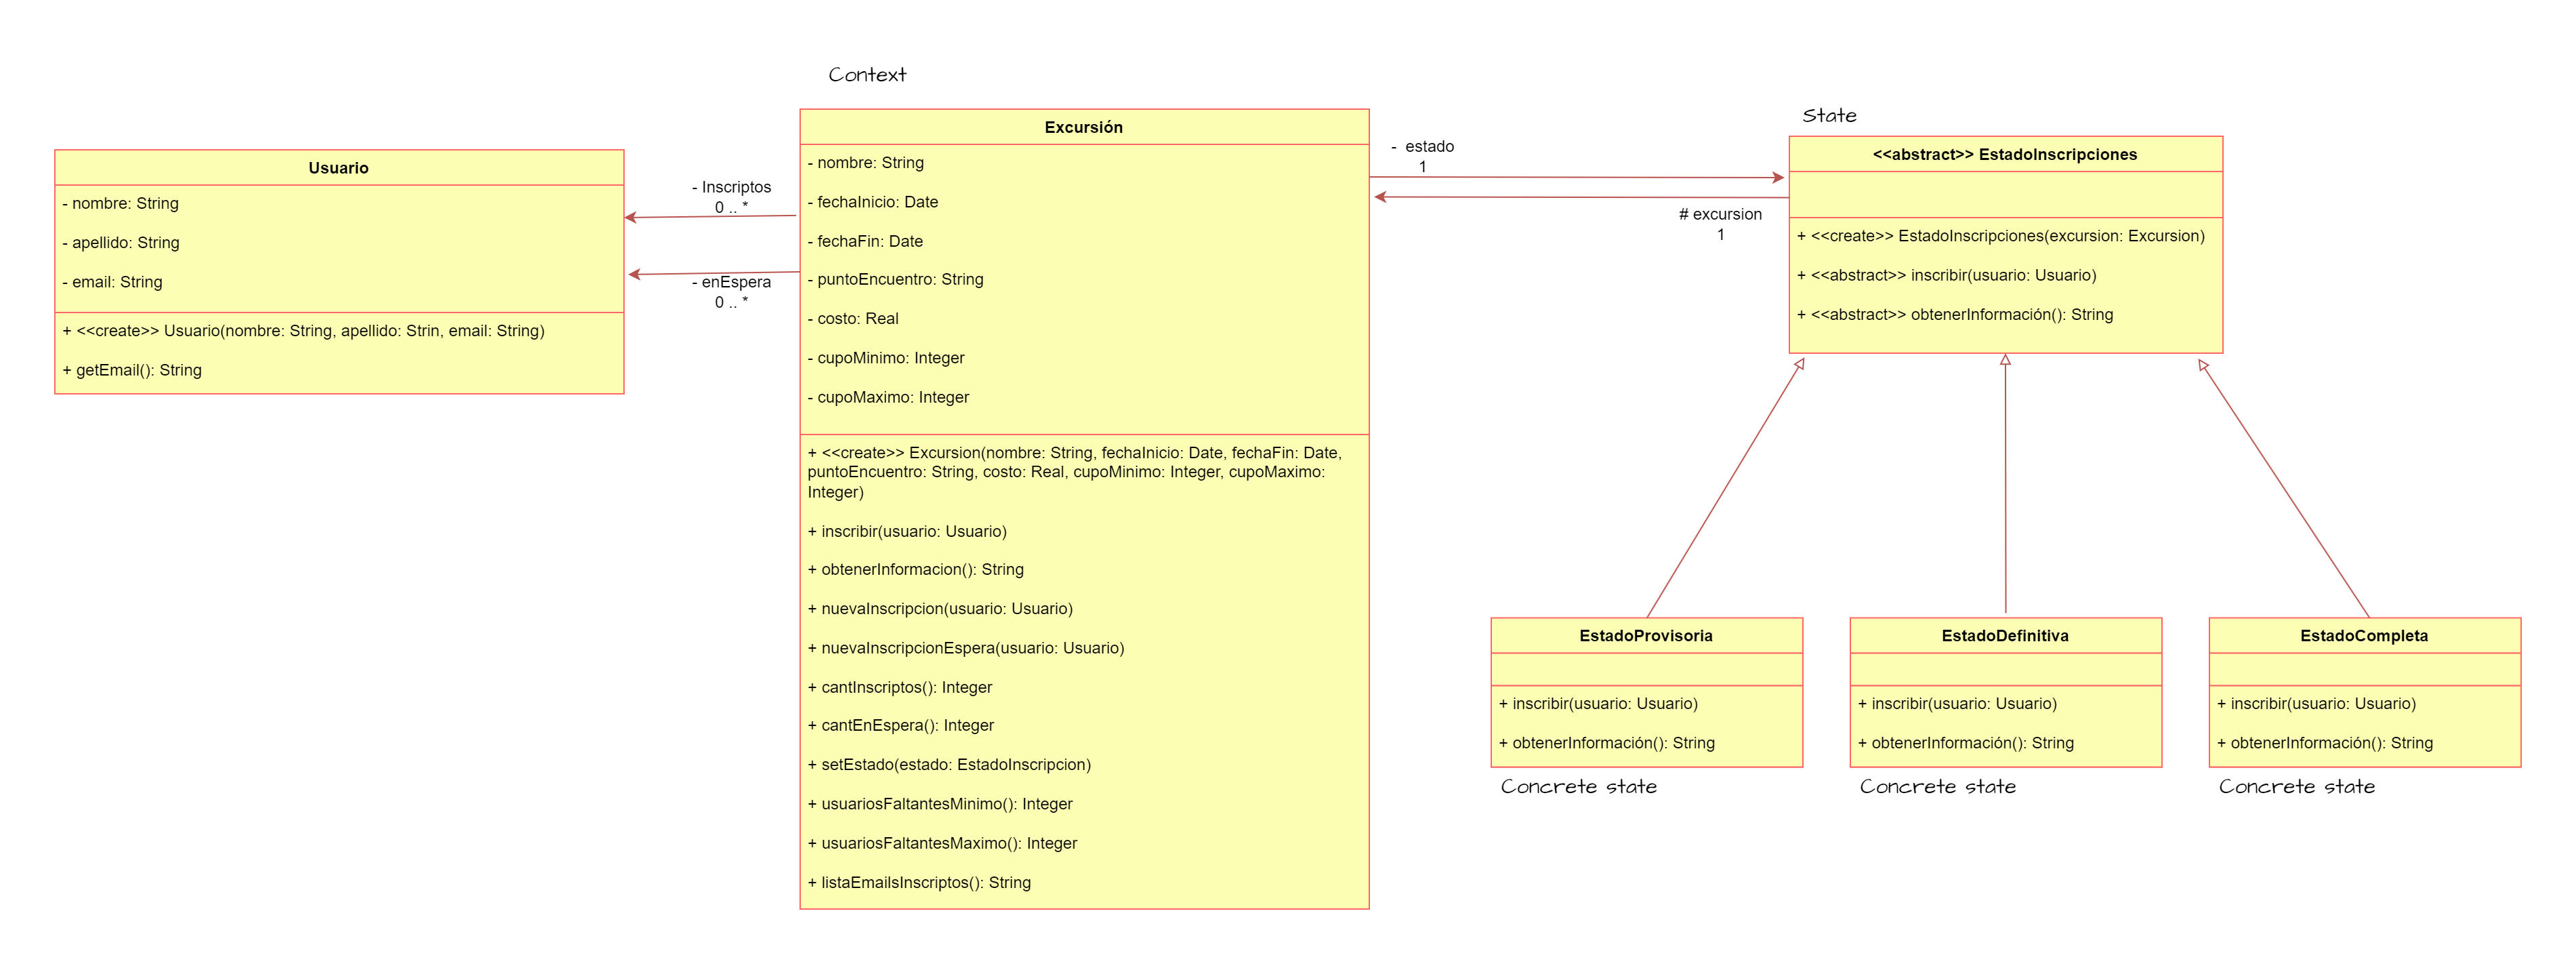 Context
Usuario
- nombre: String
- apellido: String
- email: String
+ <<create>> Usuario(nombre: String, apellido: Strin, email: String)
+ getEmail(): String
- Inscriptos
0 .. *
- enEspera
0 .. *
Excursión
- nombre: String
- fechaInicio: Date
- fechaFin: Date
- puntoEncuentro: String
- costo: Real
- cupoMinimo: Integer
- cupoMaximo: Integer
+ <<create>> Excursion(nombre: String, fechaInicio: Date, fechaFin: Date,
puntoEncuentro: String, costo: Real, cupoMinimo: Integer, cupoMaximo:
Integer)
+ inscribir(usuario: Usuario)
+ obtenerInformacion(): String
+ nuevaInscripcion(usuario: Usuario)
+ nuevaInscripcionEspera(usuario: Usuario)
+ cantInscriptos(): Integer
+ cantEnEspera(): Integer
+ setEstado(estado: EstadoInscripcion)
+ usuariosFaltantesMinimo(): Integer
+ usuariosFaltantesMaximo(): Integer
+ listaEmailsInscriptos(): String
- estado
1
# excursion
1
State
<<abstract>> EstadoInscripciones
+ <<create>> EstadoInscripciones(excursion: Excursion)
+ <<abstract>> inscribir(usuario: Usuario)
+ <<abstract>> obtenerInformación(): String
EstadoProvisoria
+ inscribir(usuario: Usuario)
+ obtenerInformación(): String
Concrete state
EstadoDefinitiva
+ inscribir(usuario: Usuario)
+ obtenerInformación(): String
Concrete state
EstadoCompleta
+ inscribir(usuario: Usuario)
+ obtenerInformación(): String
Concrete state